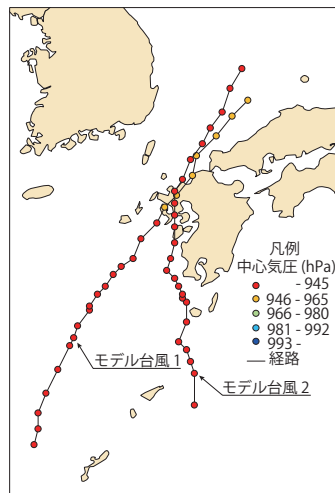 凡例
中心気圧 (hPa)
- 945
946 - 965
966 - 980
981 - 992
993 -
経路
モデル台風 1
モデル台風 2